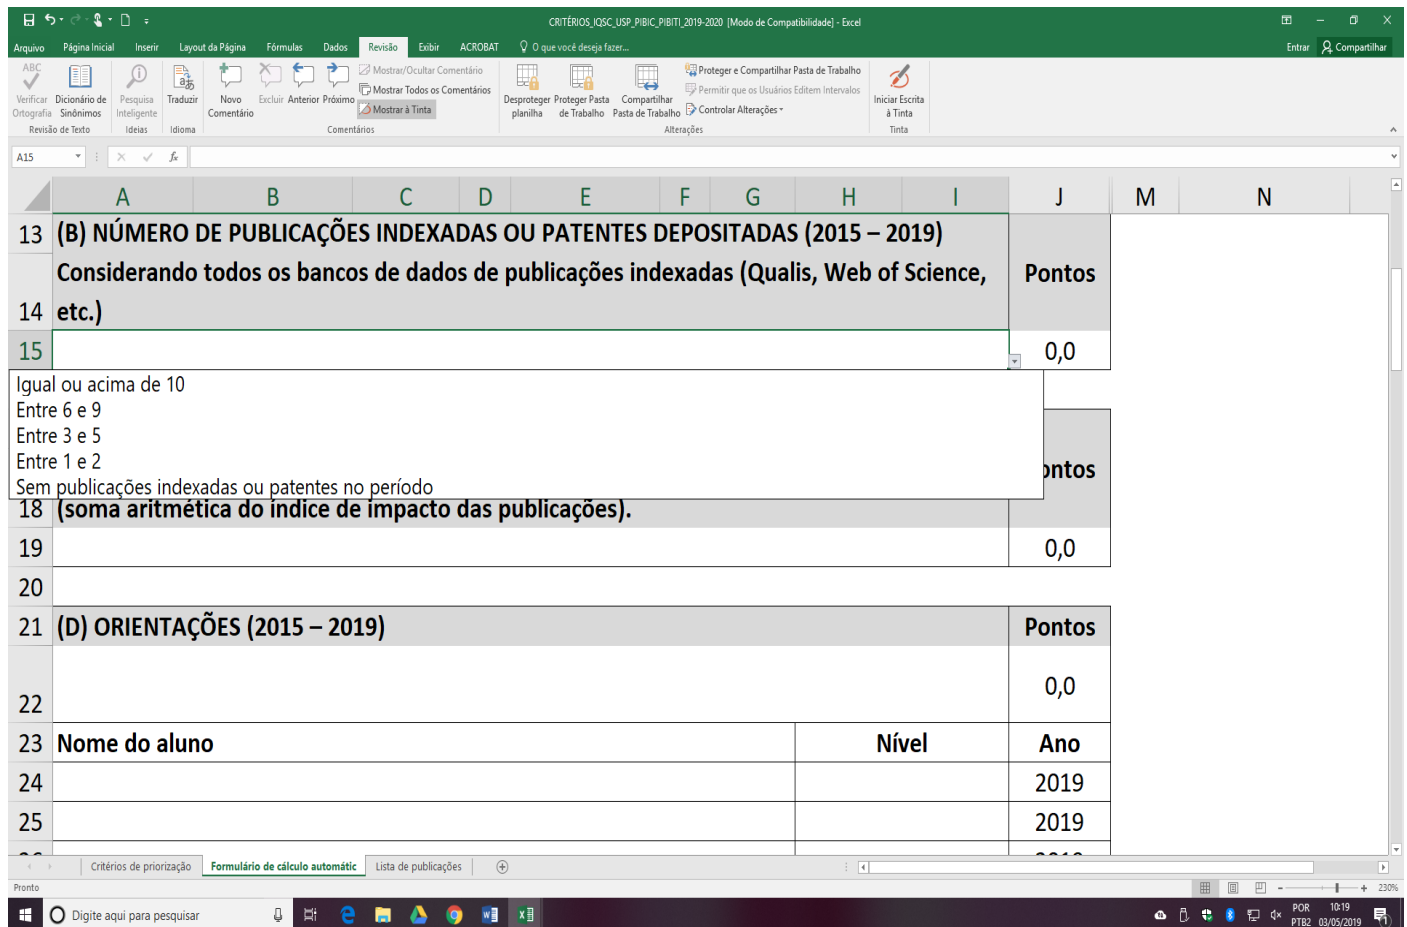 CRITÉRIOS_IQSC_USP_PIBIC_PIBITI_2019-2020 [Modo de Compatibilidade] - Excel
Arquivo Página Inicial Inserir Layout da Página Fórmulas Dados Revisão Exibir ACROBAT O que você deseja fazer... Entrar Compartilhar
ABC
Verificar Ortografia
Dicionário de Sinônimos
Pesquisa Inteligente
Traduzir
Novo Comentário
Excluir Anterior Próximo
Mostrar/Ocultar Comentário
Mostrar Todos os Comentários
Mostrar à Tinta
Desproteger planilha
Proteger Pasta de Trabalho
Compartilhar Pasta de Trabalho
Proteger e Compartilhar Pasta de Trabalho
Permitir que os Usuários Editem Intervalos
Controlar Alterações
Iniciar Escrita à Tinta
Revisão de Texto Ideias Idioma Comentários Alterações Tinta
A15 fx
A B C D E F G H I J M N
13 (B) NÚMERO DE PUBLICAÇÕES INDEXADAS OU PATENTES DEPOSITADAS (2015 – 2019)
Considerando todos os bancos de dados de publicações indexadas (Qualis, Web of Science, Pontos
14 etc.)
15 0,0
Igual ou acima de 10
Entre 6 e 9
Entre 3 e 5
Entre 1 e 2
Sem publicações indexadas ou patentes no período
ontos
18 (soma aritmética do índice de impacto das publicações).
19 0,0
20
21 (D) ORIENTAÇÕES (2015 – 2019) Pontos
22 0,0
23 Nome do aluno Nível Ano
24 2019
25 2019
26 2019
Critérios de priorização Formulário de cálculo automátic Lista de publicações
Pronto 230%
Digite aqui para pesquisar
POR 10:19
PTB2 03/05/2019